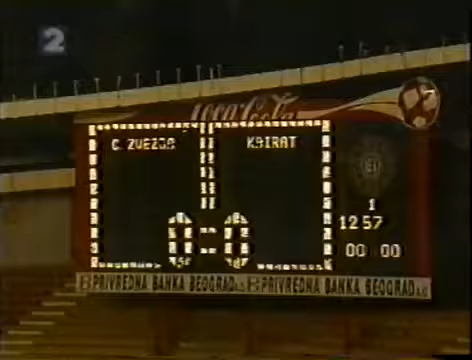 2
Coca-Cola
C. ZVEZDA
KAIRAT
1
12 57
0 - 0
00 00
PRIVREDNA BANKA BEOGRAD A.D. PRIVREDNA BANKA BEOGRAD A.D.